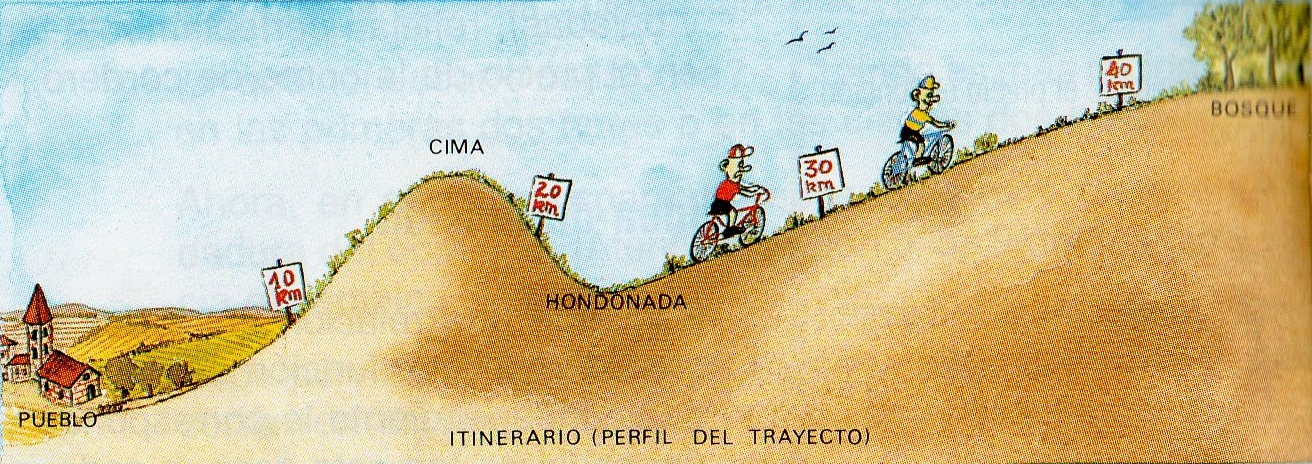 40
km
BOSQUE
CIMA
30
km
20
km
10
km
HONDONADA
PUEBLO
ITINERARIO (PERFIL DEL TRAYECTO)